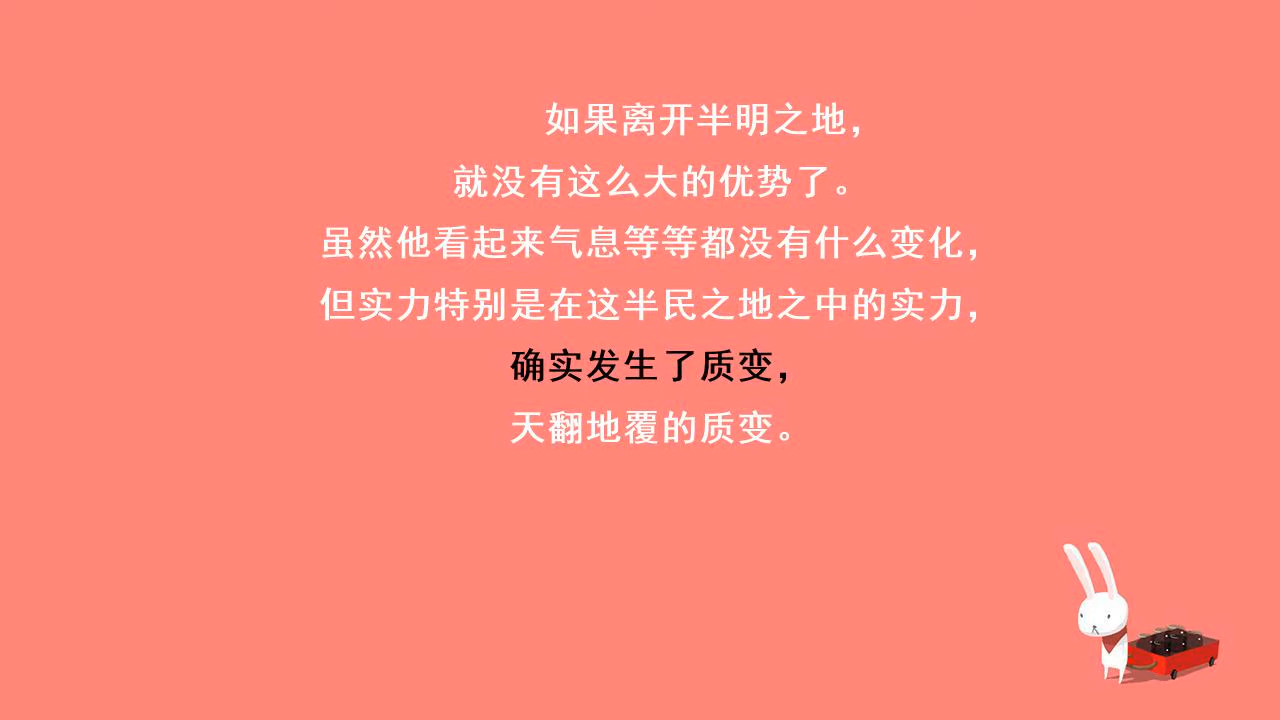 如果离开半明之地，
就没有这么大的优势了。
虽然他看起来气息等等都没有什么变化，
但实力特别是在这半民之地之中的实力，
确实发生了质变，
天翻地覆的质变。